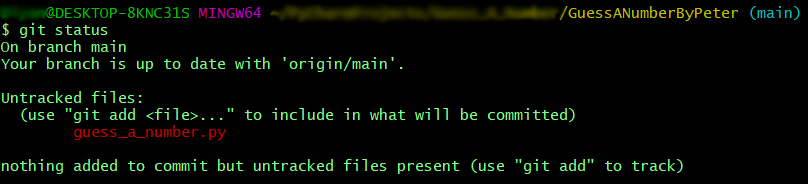 @DESKTOP-8KNC31S MINGW64 /GuessANumberByPeter (main)
$ git status
On branch main
Your branch is up to date with 'origin/main'.
Untracked files:
(use "git add <file>..." to include in what will be committed)
guess_a_number.py
nothing added to commit but untracked files present (use "git add" to track)